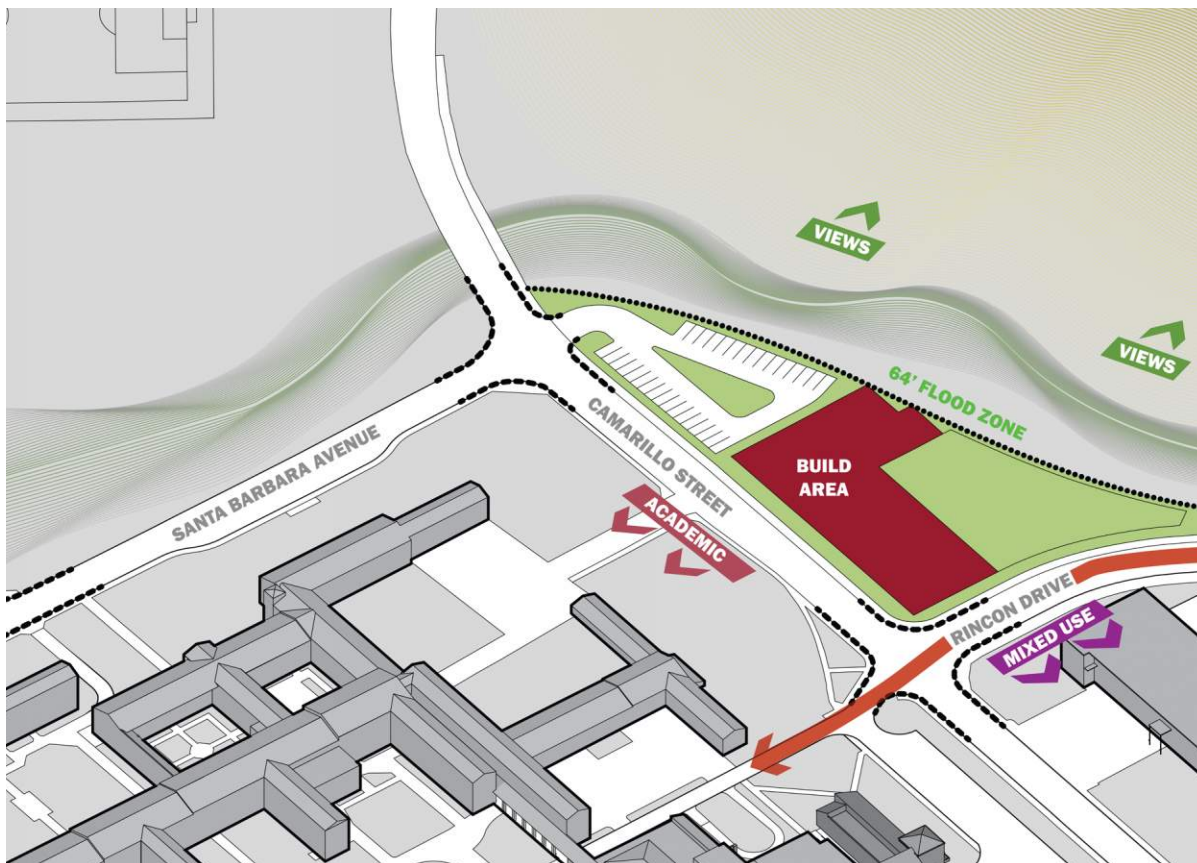 VIEWS
VIEWS
64' FLOOD ZONE
CAMARILLO STREET
SANTA BARBARA AVENUE
BUILD
AREA
ACADEMIC
RINCON DRIVE
MIXED USE